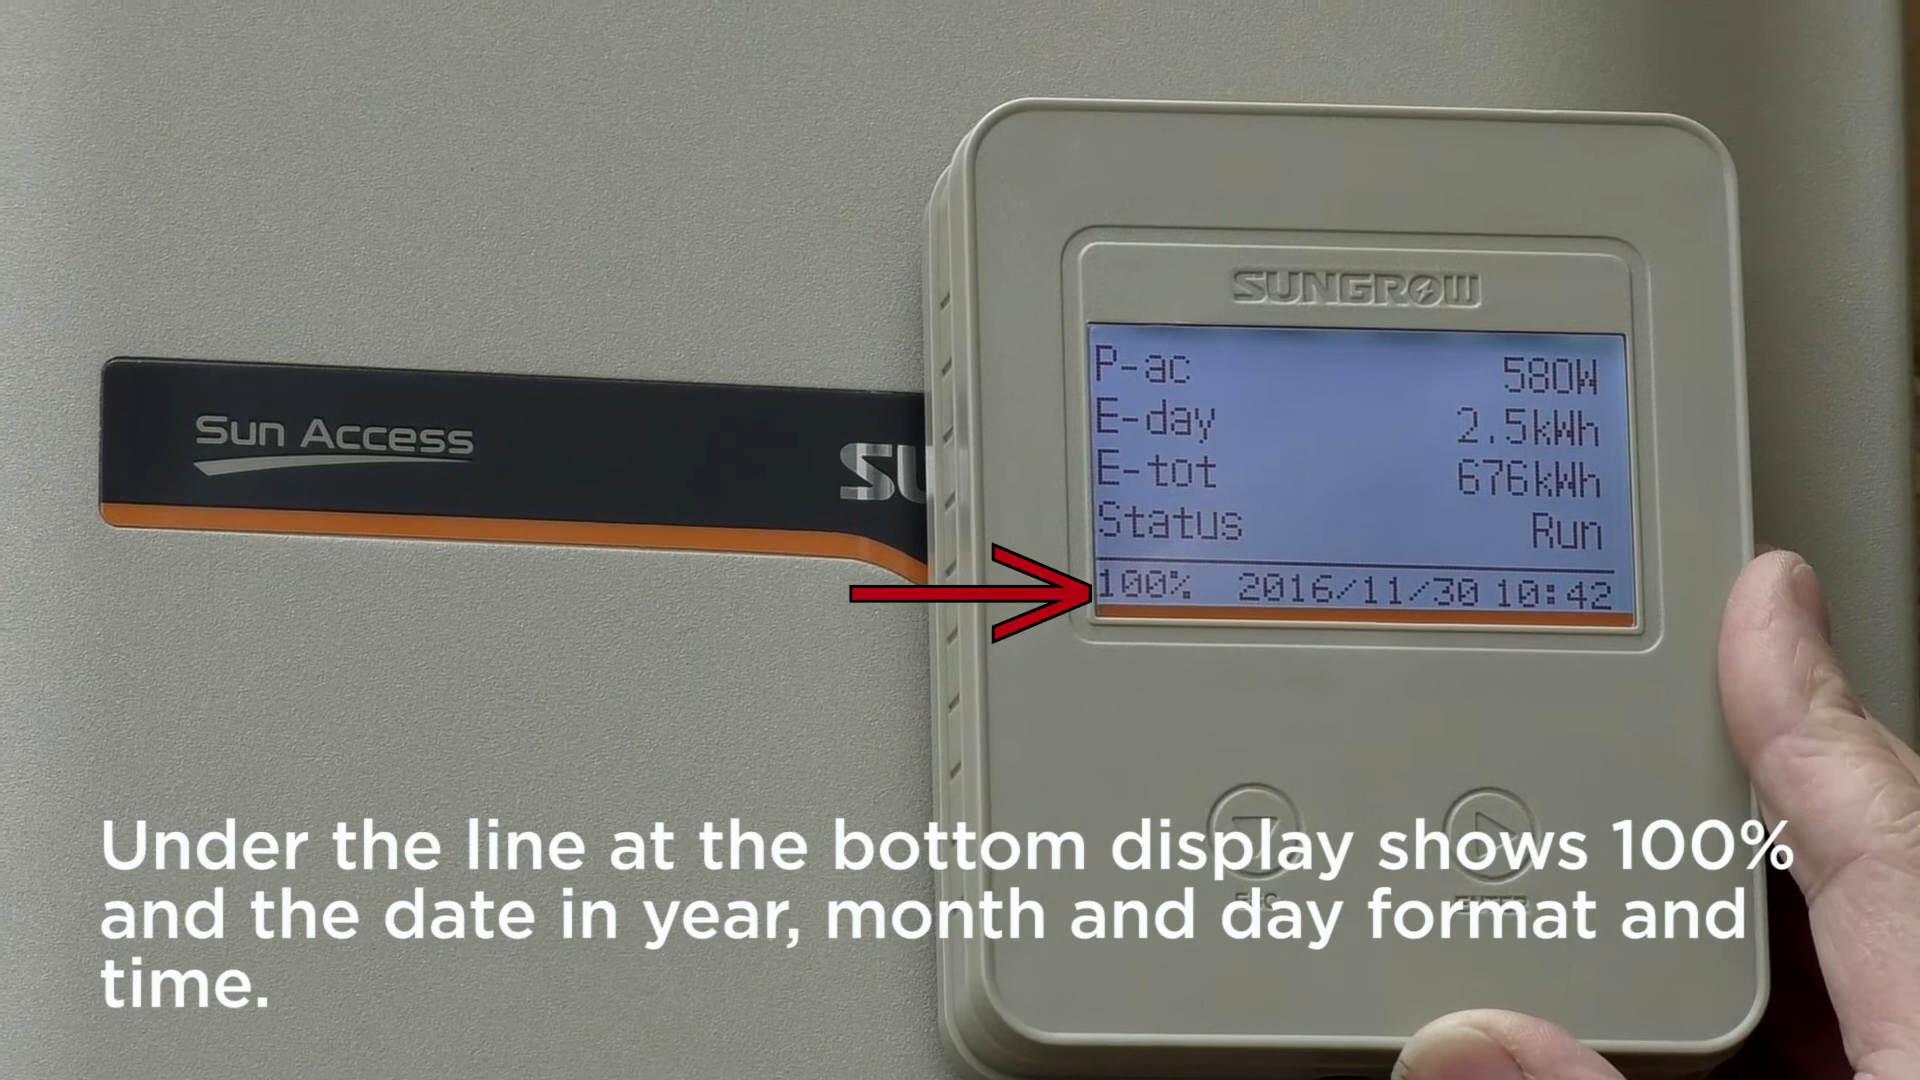 SUNGROW
P-ac 580W
E-day 2.5kWh
E-tot 676kWh
Status Run
100% 2016/11/30 10:42
Sun Access
SU
ENTER
Under the line at the bottom display shows 100%
and the date in year, month and day format and
time.